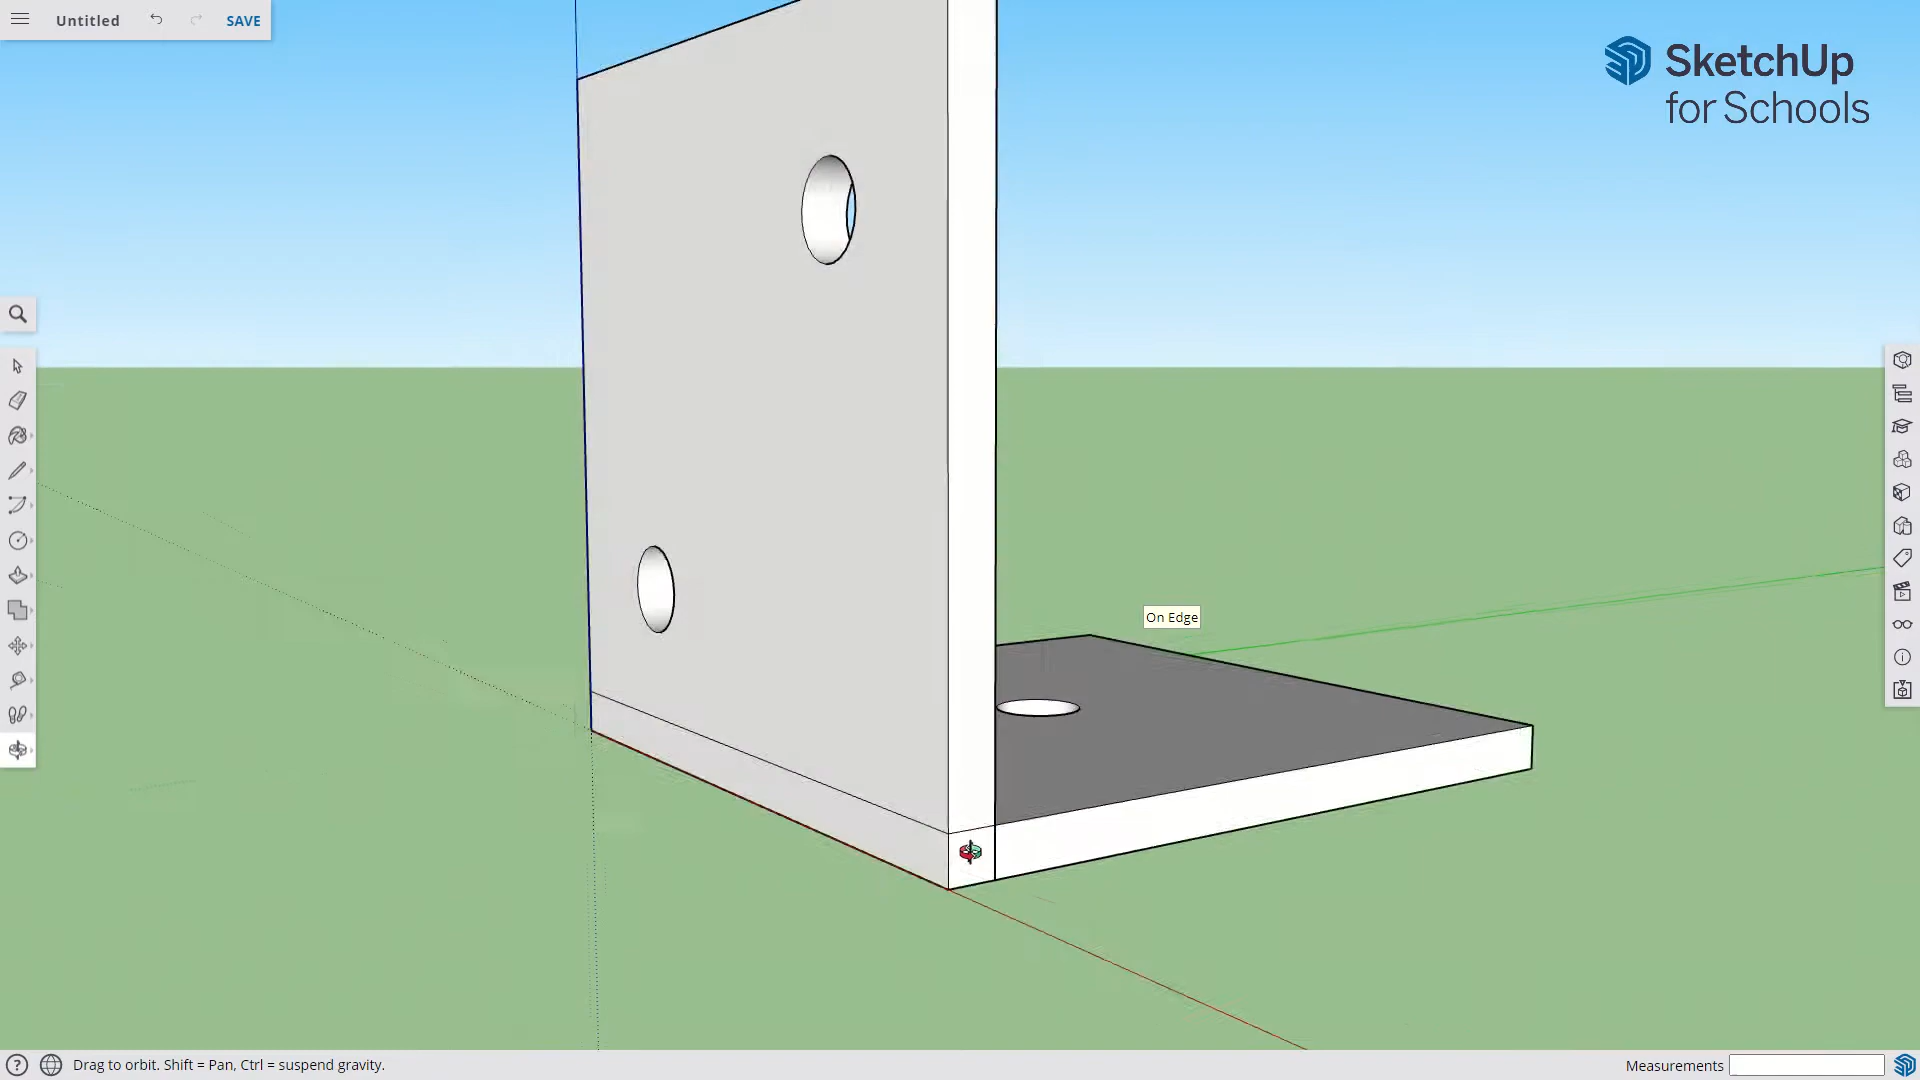 Untitled
SAVE
SketchUp
for Schools
On Edge
Drag to orbit. Shift = Pan, Ctrl = suspend gravity.
Measurements